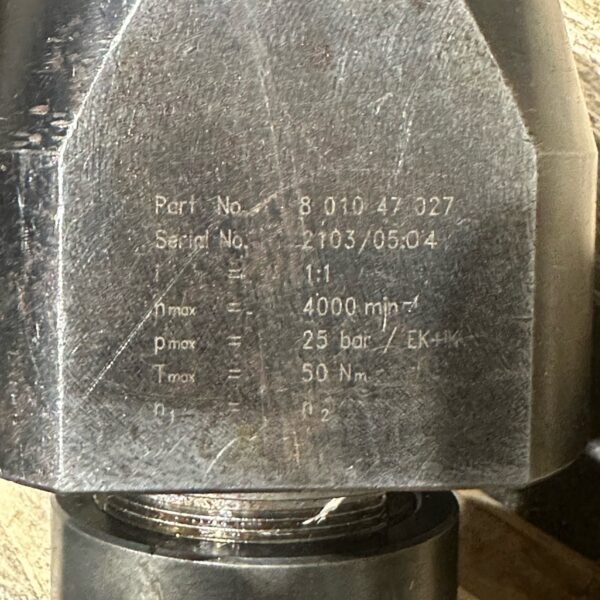 Part No. 8 010 47 027
Serial No. 2103/05.04
i = 1:1
nmax = 4000 min⁻¹
pmax = 25 bar / EK+IK
Tmax = 50 Nm
n₁ = n₂